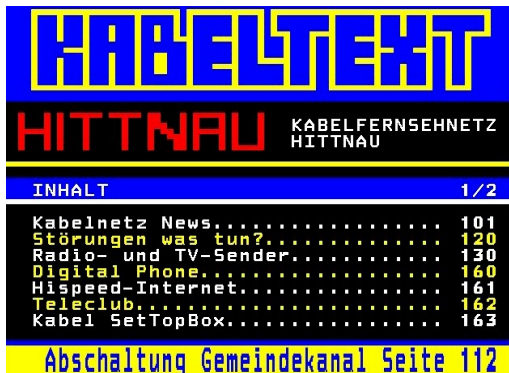 KABELTEXT
HITTNAU
KABELFERNSEHNETZ
HITTNAU
INHALT 1/2
Kabelnetz News................... 101
Störungen was tun?............... 120
Radio- und TV-Sender............. 130
Digital Phone.................... 160
Hispeed-Internet................. 161
Teleclub......................... 162
Kabel SetTopBox.................. 163
Abschaltung Gemeindekanal Seite 112